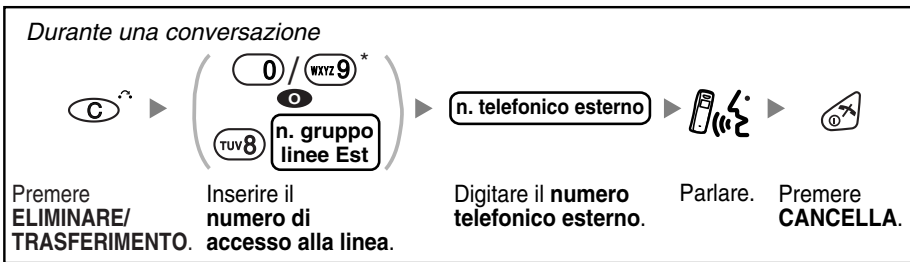 Durante una conversazione
C
0 / WXYZ 9 *
O
TUV 8 n. gruppo
linee Est
n. telefonico esterno
Premere
ELIMINARE/
TRASFERIMENTO.
Inserire il
numero di
accesso alla linea.
Digitare il numero
telefonico esterno.
Parlare.
Premere
CANCELLA.